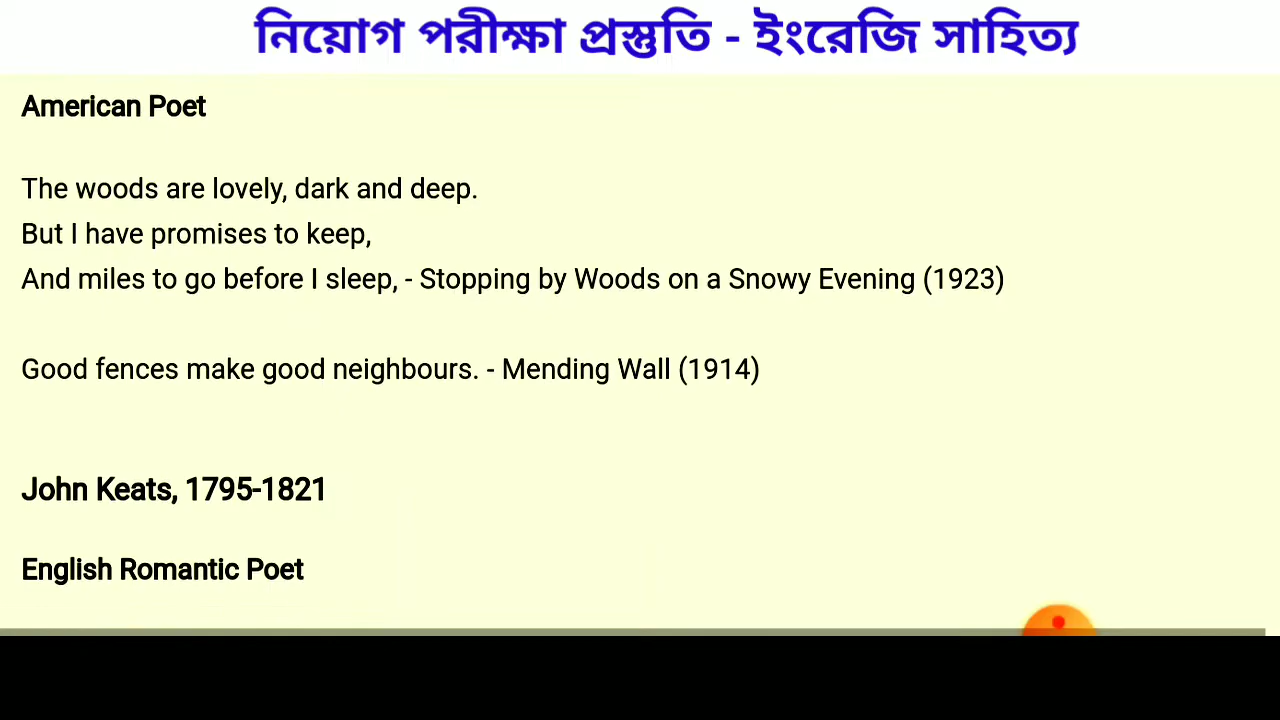 নিয়োগ পরীক্ষা প্রস্তুতি - ইংরেজি সাহিত্য
American Poet
The woods are lovely, dark and deep.
But I have promises to keep,
And miles to go before I sleep, - Stopping by Woods on a Snowy Evening (1923)
Good fences make good neighbours. - Mending Wall (1914)
John Keats, 1795-1821
English Romantic Poet